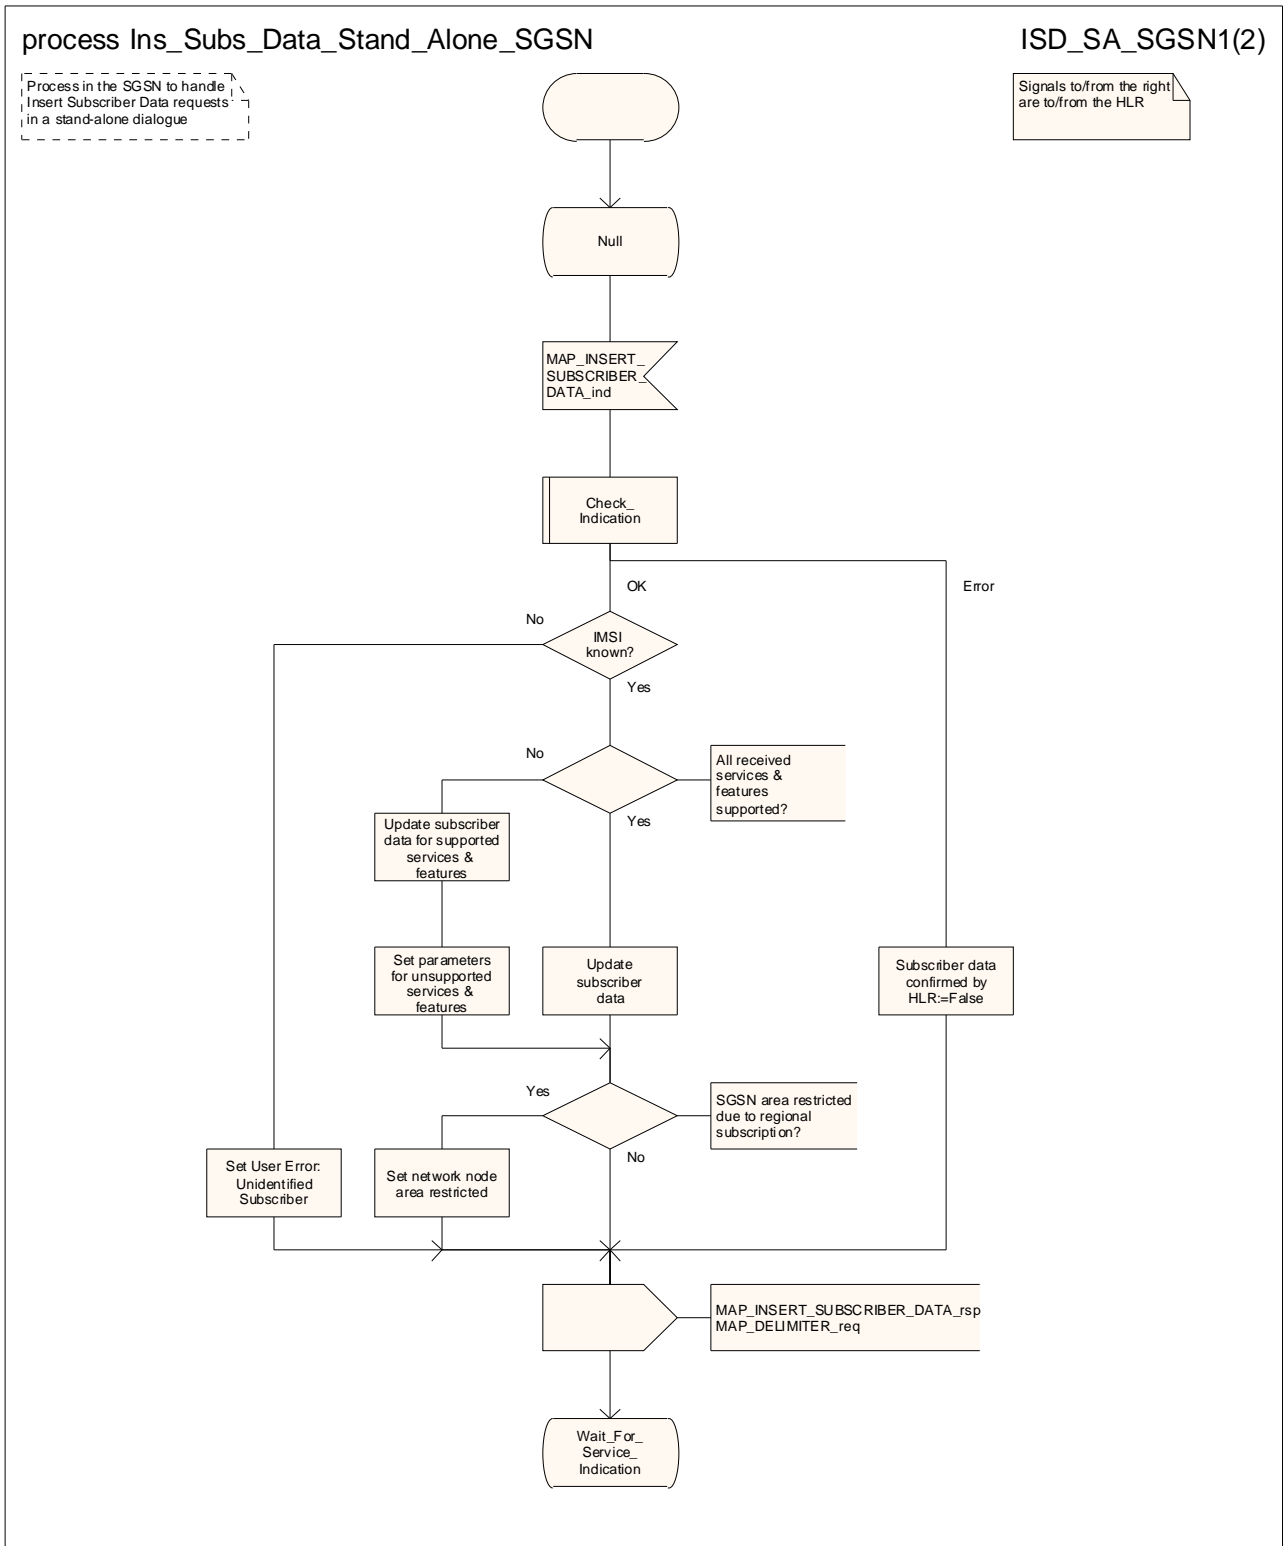 process Ins_Subs_Data_Stand_Alone_SGSN
ISD_SA_SGSN1(2)
Process in the SGSN to handle
Insert Subscriber Data requests
in a stand-alone dialogue
Signals to/from the right
are to/from the HLR
Null
MAP_INSERT_
SUBSCRIBER_
DATA_ind
Check_
Indication
OK
Error
No
IMSI
known?
Yes
No
All received
services &
features
supported?
Yes
Update subscriber
data for supported
services &
features
Set parameters
for unsupported
services &
features
Update
subscriber
data
Subscriber data
confirmed by
HLR:=False
Yes
SGSN area restricted
due to regional
subscription?
No
Set User Error:
Unidentified
Subscriber
Set network node
area restricted
MAP_INSERT_SUBSCRIBER_DATA_rsp
MAP_DELIMITER_req
Wait_For_
Service_
Indication